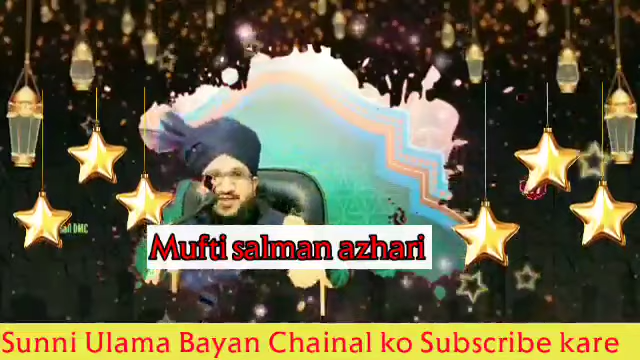 Mufti salman azhari
Sunni Ulama Bayan Chainal ko Subscribe kare